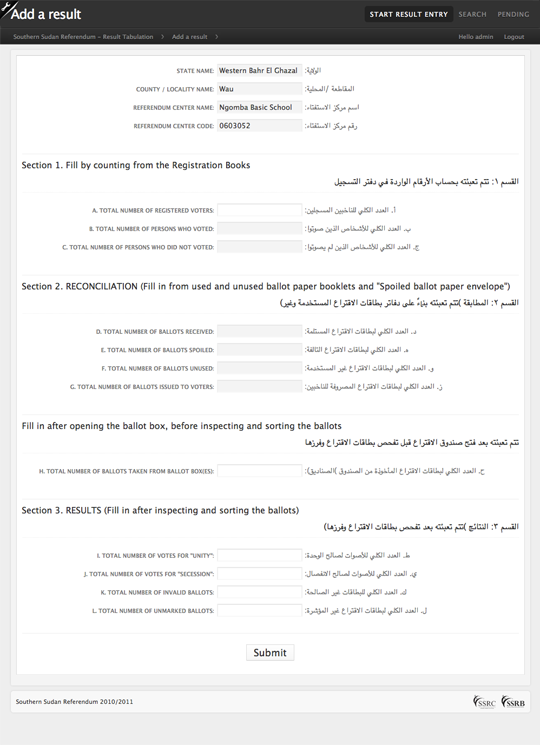 Add a result
START RESULT ENTRY SEARCH PENDING
Southern Sudan Referendum – Result Tabulation Add a result Hello admin Logout
STATE NAME: Western Bahr El Ghazal الولاية:
COUNTY / LOCALITY NAME: Wau المقاطعة /المحلية:
REFERENDUM CENTER NAME: Ngomba Basic School اسم مركز الاستفتاء:
REFERENDUM CENTER CODE: 0603052 رقم مركز الاستفتاء:
Section 1. Fill by counting from the Registration Books
القسم ١: تتم تعبئته بحساب الأرقام الواردة في دفتر التسجيل
A. TOTAL NUMBER OF REGISTERED VOTERS: أ. العدد الكلي للناخبين المسجلين:
B. TOTAL NUMBER OF PERSONS WHO VOTED: ب. العدد الكلي للأشخاص الذين صوتوا:
C. TOTAL NUMBER OF PERSONS WHO DID NOT VOTED: ج. العدد الكلي للأشخاص الذين لم يصوتوا:
Section 2. RECONCILIATION (Fill in from used and unused ballot paper booklets and "Spoiled ballot paper envelope")
القسم ٢: المطابقة )تتم تعبئته بناءً على دفاتر بطاقات الاقتراع المستخدمة وغير(
D. TOTAL NUMBER OF BALLOTS RECEIVED: د. العدد الكلي لبطاقات الاقتراع المستلمة:
E. TOTAL NUMBER OF BALLOTS SPOILED: ه. العدد الكلي لبطاقات الاقتراع التالفة:
F. TOTAL NUMBER OF BALLOTS UNUSED: و. العدد الكلي لبطاقات الاقتراع غير المستخدمة:
G. TOTAL NUMBER OF BALLOTS ISSUED TO VOTERS: ز. العدد الكلي لبطاقات الاقتراع المصروفة للناخبين:
Fill in after opening the ballot box, before inspecting and sorting the ballots
تتم تعبئته بعد فتح صندوق الاقتراع قبل تفحص بطاقات الاقتراع وفرزها
H. TOTAL NUMBER OF BALLOTS TAKEN FROM BALLOT BOX(ES): ح. العدد الكلي لبطاقات الاقتراع المأخوذة من الصندوق )الصناديق(:
Section 3. RESULTS (Fill in after inspecting and sorting the ballots)
القسم ٣: النتائج )تتم تعبئته بعد تفحص بطاقات الاقتراع وفرزها(
I. TOTAL NUMBER OF VOTES FOR "UNITY": ط. العدد الكلي للأصوات لصالح الوحدة:
J. TOTAL NUMBER OF VOTES FOR "SECESSION": ي. العدد الكلي للأصوات لصالح الانفصال:
K. TOTAL NUMBER OF INVALID BALLOTS: ك. العدد الكلي للبطاقات غير الصالحة:
L. TOTAL NUMBER OF UNMARKED BALLOTS: ل. العدد الكلي لبطاقات الاقتراع غير المؤشرة:
Submit
Southern Sudan Referendum 2010/2011 SSRC SSRB